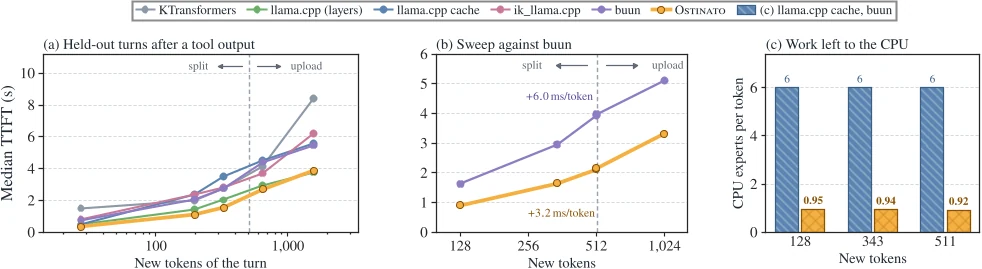 KTransformers llama.cpp (layers) llama.cpp cache ik_llama.cpp buun OSTINATO (c) llama.cpp cache, buun
(a) Held-out turns after a tool output
split upload
Median TTFT (s)
10
8
6
4
2
0
100 1,000
New tokens of the turn
(b) Sweep against buun
split upload
+6.0 ms/token
+3.2 ms/token
6
5
4
3
2
1
0
128 256 512 1,024
New tokens
(c) Work left to the CPU
CPU experts per token
6 6 6
0.95 0.94 0.92
6
4
2
0
128 343 511
New tokens